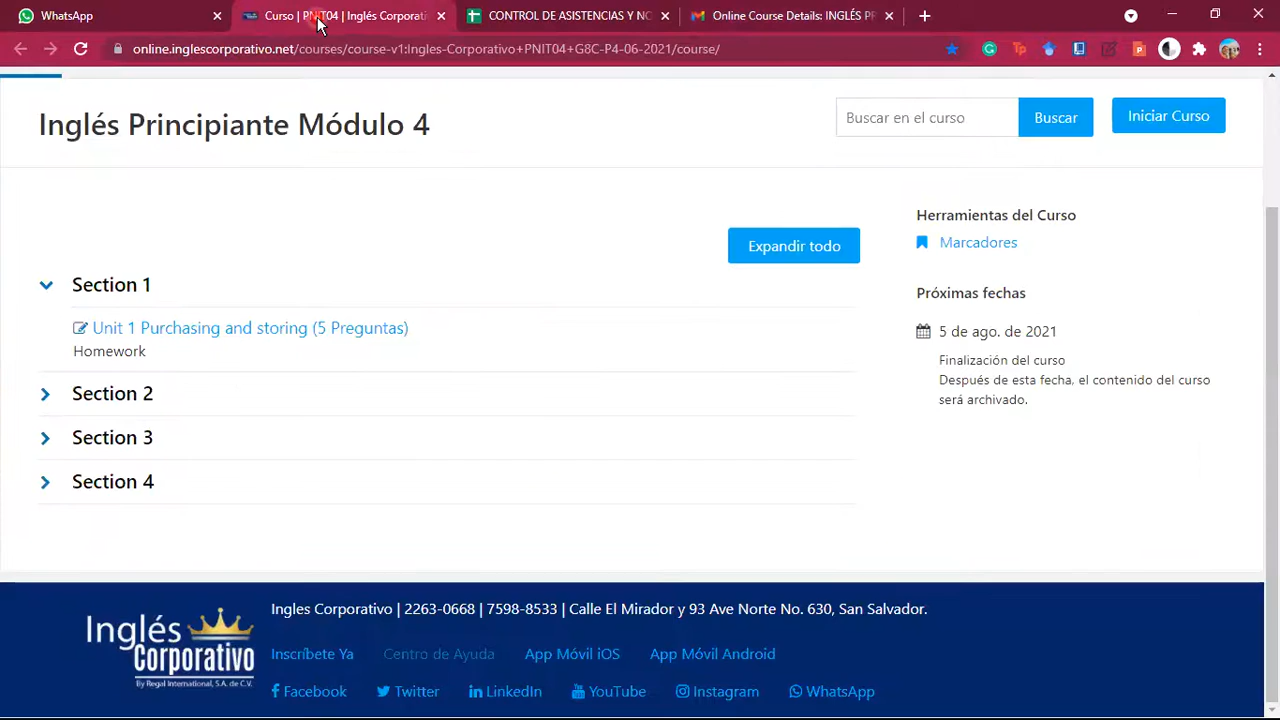 WhatsApp
Curso | PNIT04 | Inglés Corporati
CONTROL DE ASISTENCIAS Y NO
Online Course Details: INGLÉS PR
online.inglescorporativo.net/courses/course-v1:Ingles-Corporativo+PNIT04+G8C-P4-06-2021/course/
Inglés Principiante Módulo 4
Buscar en el curso
Buscar
Iniciar Curso
Expandir todo
Section 1
Unit 1 Purchasing and storing (5 Preguntas)
Homework
Section 2
Section 3
Section 4
Herramientas del Curso
Marcadores
Próximas fechas
5 de ago. de 2021
Finalización del curso
Después de esta fecha, el contenido del curso
será archivado.
Inglés
Corporativo
By Regal International, S.A. de C.V.
Ingles Corporativo | 2263-0668 | 7598-8533 | Calle El Mirador y 93 Ave Norte No. 630, San Salvador.
Inscríbete Ya
Centro de Ayuda
App Móvil iOS
App Móvil Android
Facebook
Twitter
LinkedIn
YouTube
Instagram
WhatsApp